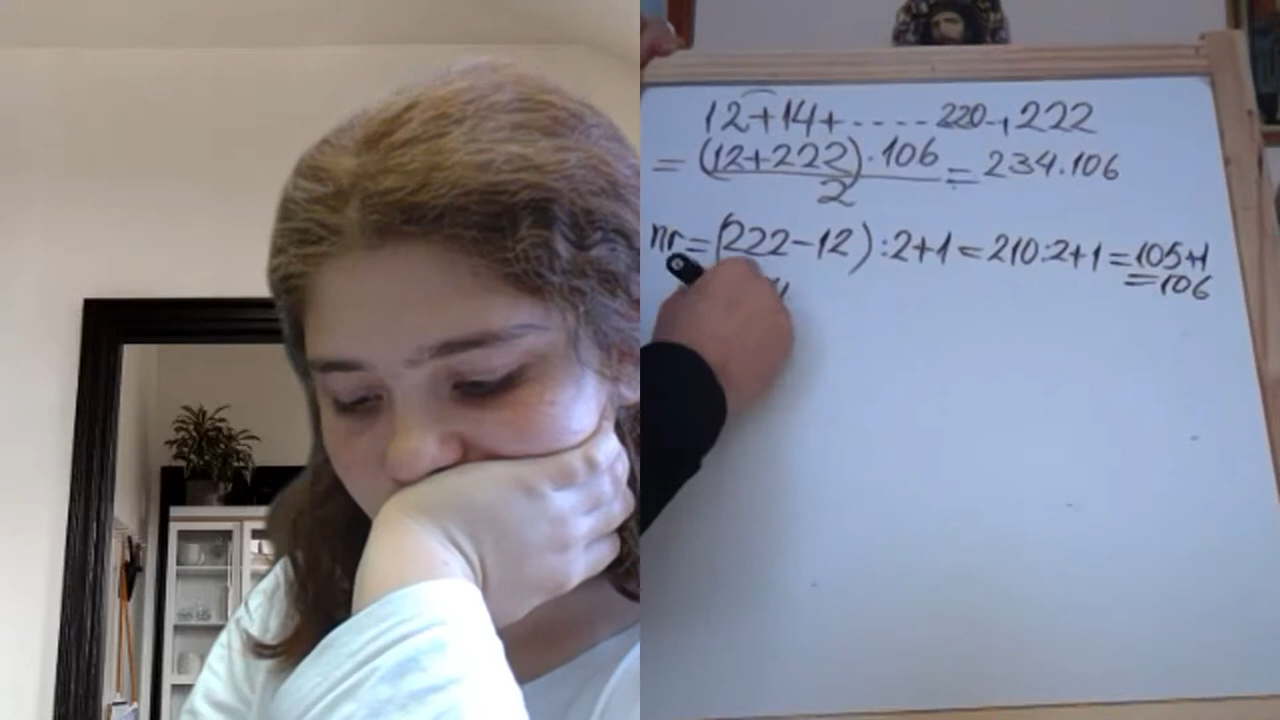 12+14+----- 220+222
= (12+222)·106 / 2 = 234.106
nr=(222-12):2+1=210:2+1=105+1
=106